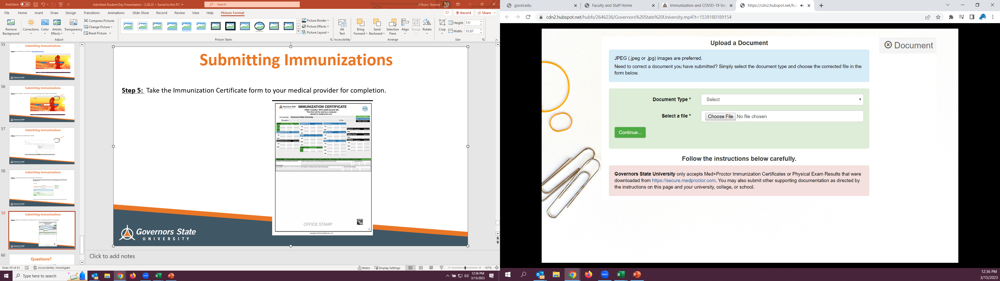 AutoSave Off
Admitted Student Day Presentation - 2.28.23 • Saved to this PC
Search
O'Brien, Tomice
File Home Insert Draw Design Transitions Animations Slide Show Record Review View Help Picture Format
Record Share
Remove Background
Corrections
Color
Artistic Effects
Transparency
Compress Pictures
Change Picture
Reset Picture
Adjust
Picture Styles
Picture Border
Picture Effects
Picture Layout
Alt Text
Accessibility
Bring Forward
Send Backward
Selection Pane
Align
Group
Rotate
Arrange
Crop
Height: 7.5"
Width: 13.33"
Size
55
Submitting Immunizations
56
Submitting Immunizations
57
Submitting Immunizations
58
Submitting Immunizations
59
Submitting Immunizations
60
Questions?
Submitting Immunizations
Step 5: Take the Immunization Certificate form to your medical provider for completion.
Governors State UNIVERSITY
IMMUNIZATION CERTIFICATE
PRINT CLEARLY WITH DARK BLACK INK.
This form will be read by a computer.
Upload to medproctor.com
mp
University: Governors State University
Student:
DOB:
OFFICE STAMP
Governors State
UNIVERSITY
Click to add notes
Slide 59 of 61
Accessibility: Investigate
Notes
Display Settings
107%
Type here to search
12:36 PM
3/15/2023
govst.edu
Faculty and Staff Home
Immunization and COVID-19 Vac
https://cdn2.hubspot.net/hu
cdn2.hubspot.net/hubfs/2646236/Governors%20State%20University.mp4?t=1539180189154
Upload a Document
Document
JPEG (.jpeg or .jpg) images are preferred.
Need to correct a document you have submitted? Simply select the document type and choose the corrected file in the
form below.
Document Type * Select
Select a file * Choose File No file chosen
Continue...
Follow the instructions below carefully.
Governors State University only accepts Med+Proctor Immunization Certificates or Physical Exam Results that were
downloaded from https://secure.medproctor.com. You may also submit other supporting documentation as directed by
the instructions on this page and your university, college, or school.
12:36 PM
3/15/2023